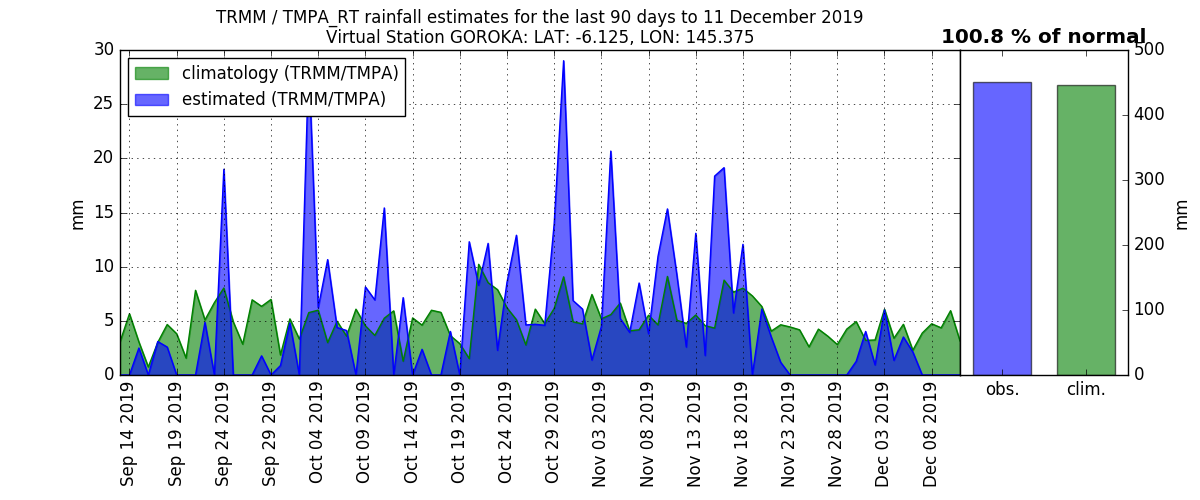 TRMM / TMPA_RT rainfall estimates for the last 90 days to 11 December 2019
Virtual Station GOROKA: LAT: -6.125, LON: 145.375
100.8 % of normal
climatology (TRMM/TMPA)
estimated (TRMM/TMPA)
30
25
20
15
10
5
0
mm
Sep 14 2019
Sep 19 2019
Sep 24 2019
Sep 29 2019
Oct 04 2019
Oct 09 2019
Oct 14 2019
Oct 19 2019
Oct 24 2019
Oct 29 2019
Nov 03 2019
Nov 08 2019
Nov 13 2019
Nov 18 2019
Nov 23 2019
Nov 28 2019
Dec 03 2019
Dec 08 2019
500
400
300
200
100
0
mm
obs.
clim.